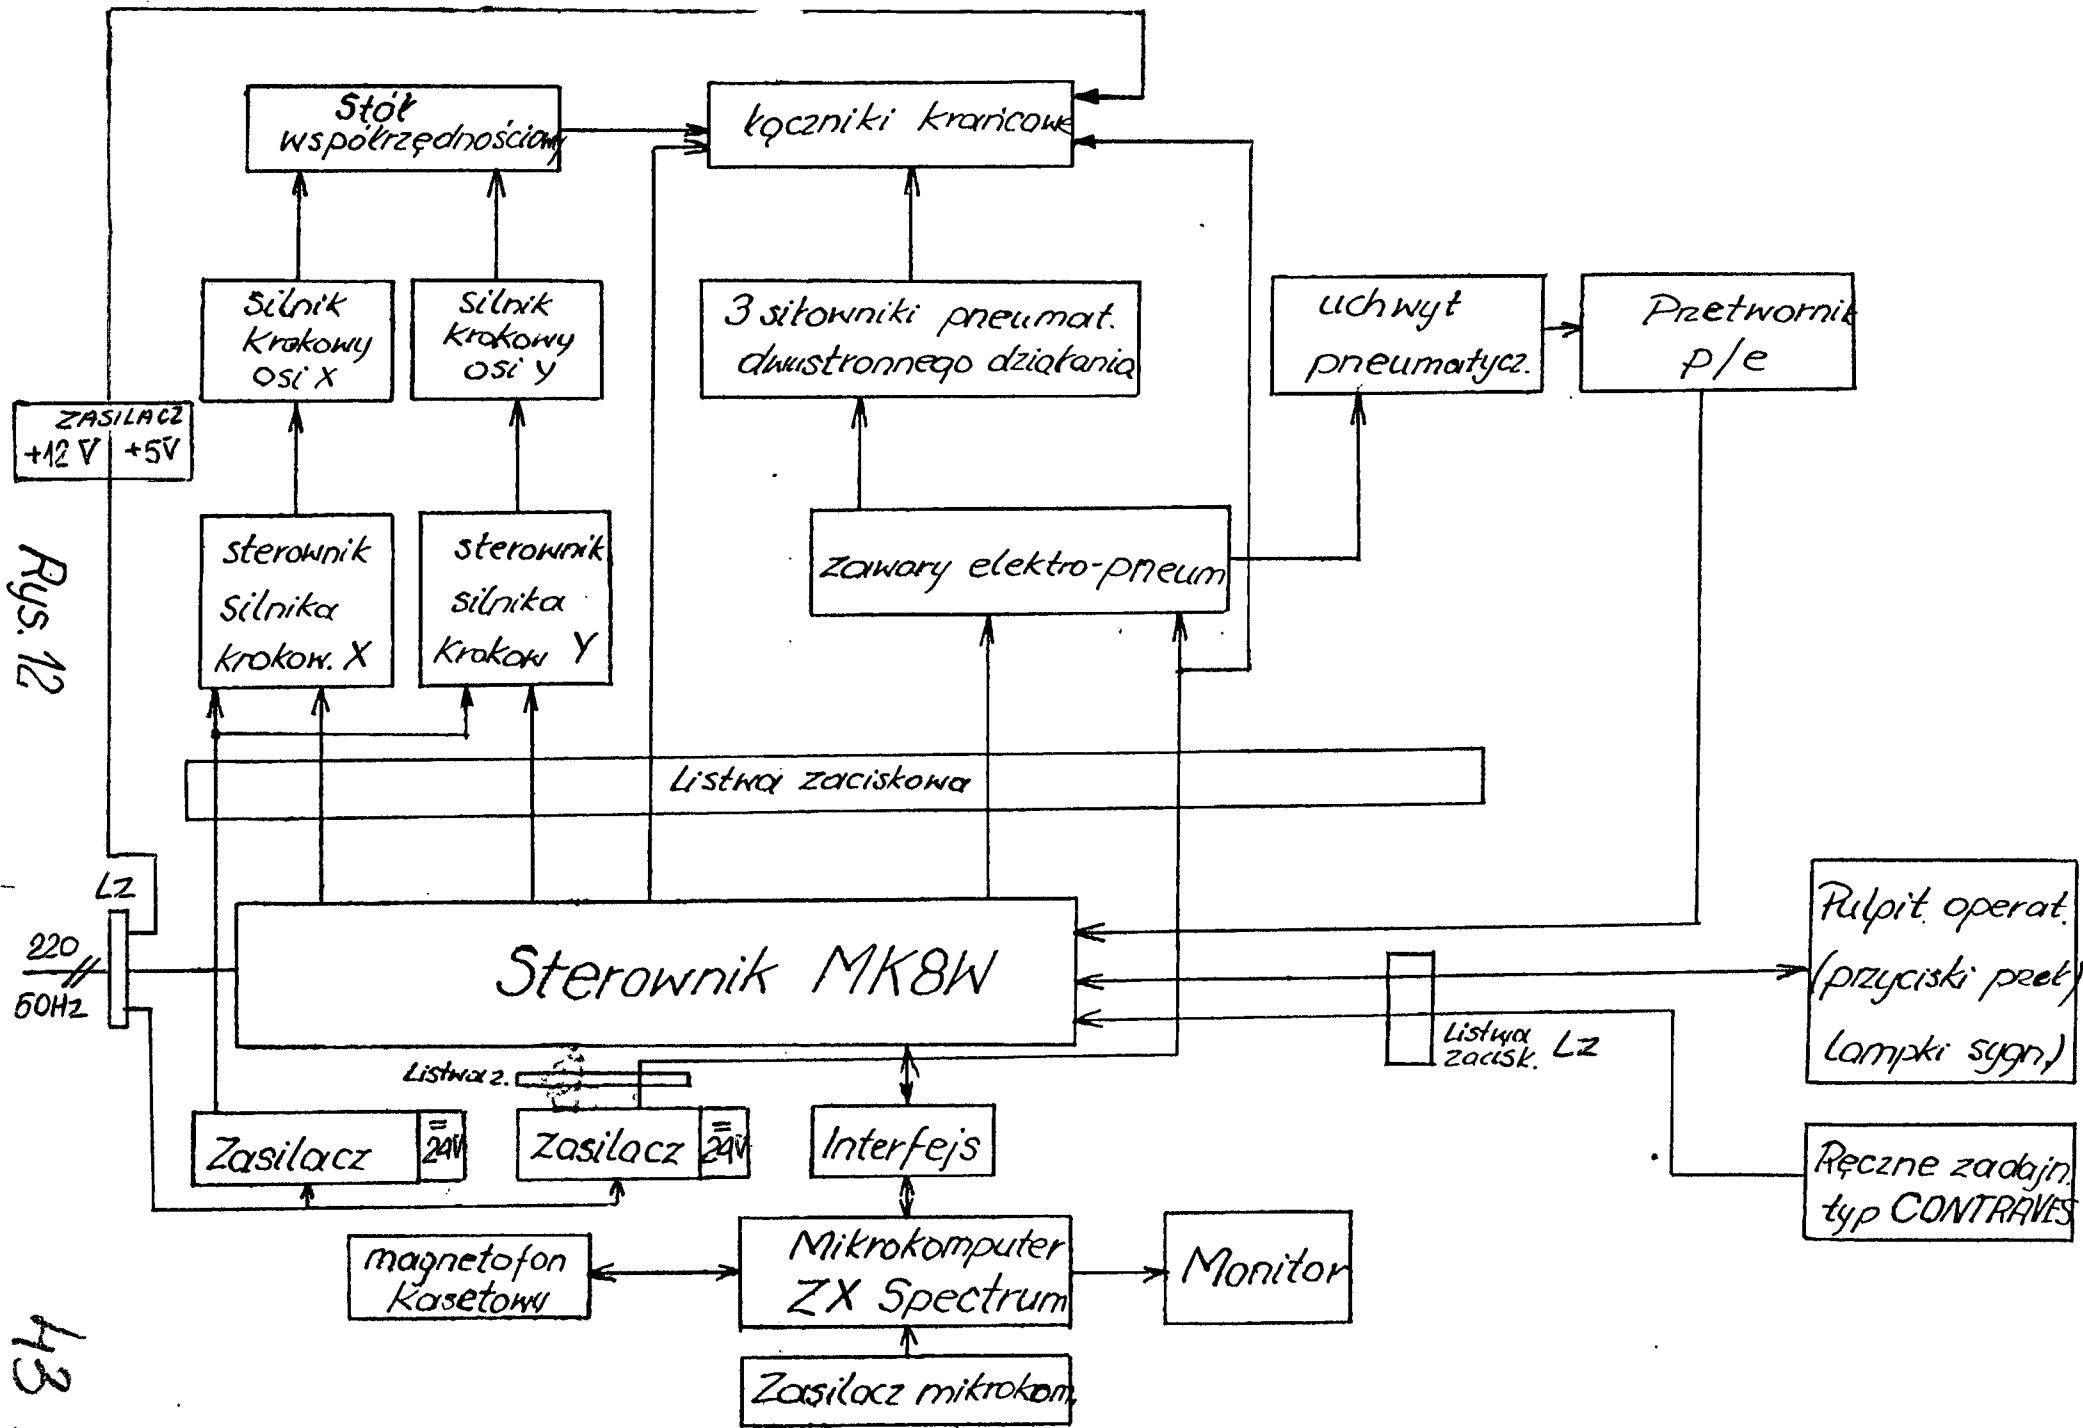 Stół
współrzędnościowy
Łączniki krańcowe
Silnik
krokowy
osi X
Silnik
krokowy
osi Y
3 siłowniki pneumat.
dwustronnego działania
uchwyt
pneumatycz.
Przetwornik
p/e
ZASILACZ
+12 V +5V
sterownik
silnika
krokow. X
sterownik
silnika
krokow Y
zawory elektro-pneum
Rys. 12
Listwa zaciskowa
LZ
220
50Hz
Sterownik MK8W
Pulpit operat.
(przyciski przeł)
lampki sygn.)
Listwa
zacisk. LZ
Listwa z.
Zasilacz = 24V
Zasilacz = 24V
Interfejs
Ręczne zadajn.
typ CONTRAVES
magnetofon
kasetowy
Mikrokomputer
ZX Spectrum
Monitor
Zasilacz mikrokom.
43